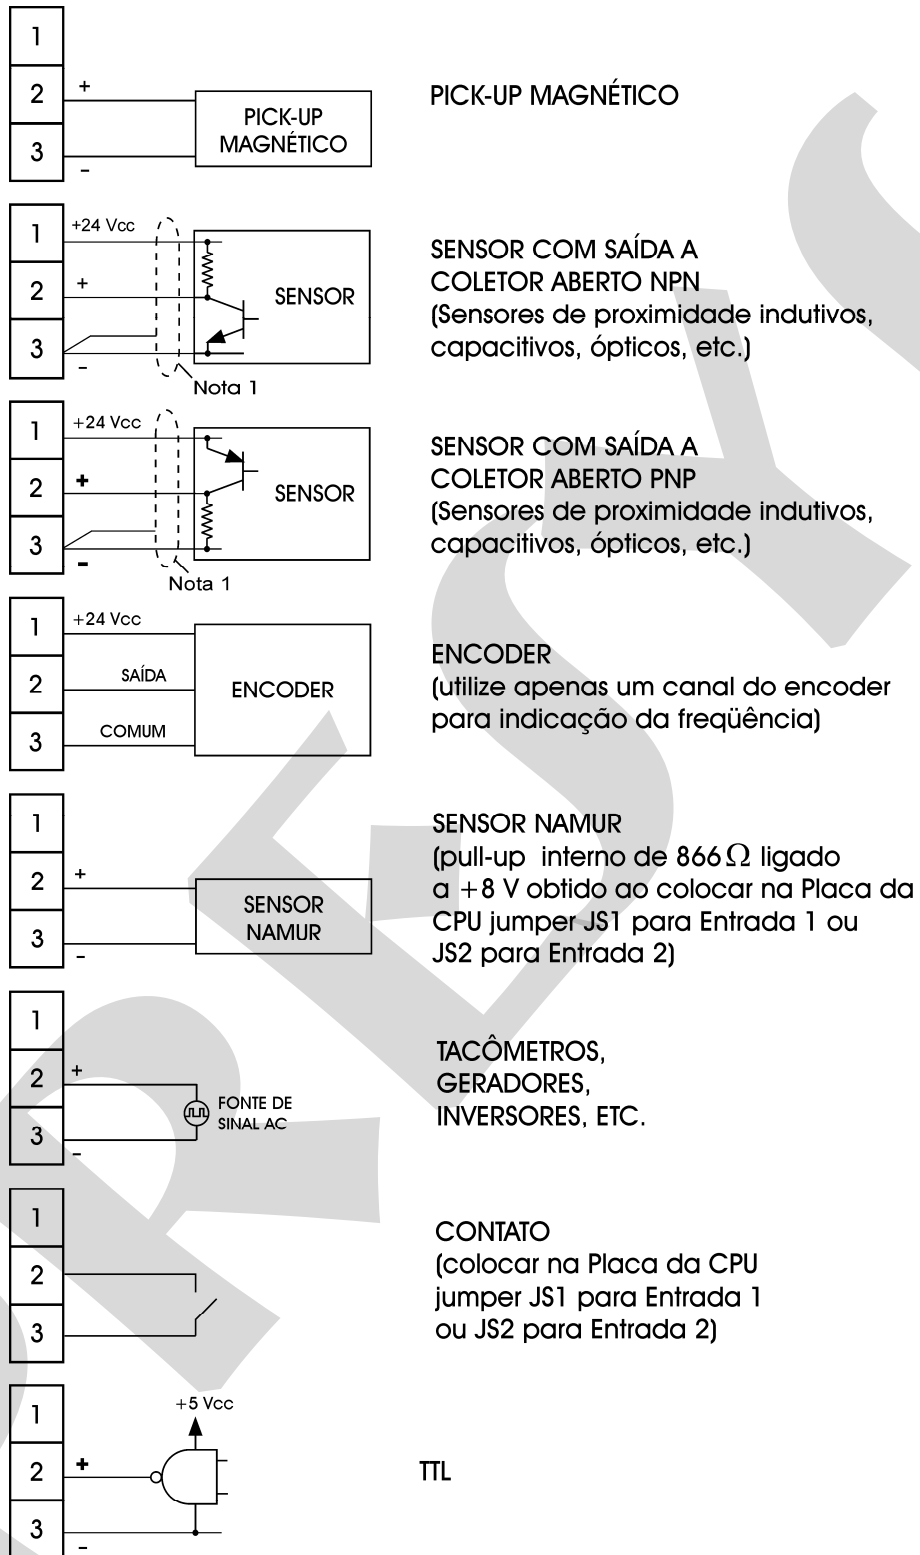 1
2
3
+
-
PICK-UP
MAGNÉTICO
PICK-UP MAGNÉTICO
1
2
3
+24 Vcc
+
-
SENSOR
Nota 1
SENSOR COM SAÍDA A
COLETOR ABERTO NPN
(Sensores de proximidade indutivos,
capacitivos, ópticos, etc.)
1
2
3
+24 Vcc
+
-
SENSOR
Nota 1
SENSOR COM SAÍDA A
COLETOR ABERTO PNP
(Sensores de proximidade indutivos,
capacitivos, ópticos, etc.)
1
2
3
+24 Vcc
SAÍDA
COMUM
ENCODER
ENCODER
(utilize apenas um canal do encoder
para indicação da freqüência)
1
2
3
+
-
SENSOR
NAMUR
SENSOR NAMUR
(pull-up interno de 866 Ω ligado
a +8 V obtido ao colocar na Placa da
CPU jumper JS1 para Entrada 1 ou
JS2 para Entrada 2)
1
2
3
+
-
FONTE DE
SINAL AC
TACÔMETROS,
GERADORES,
INVERSORES, ETC.
1
2
3
CONTATO
(colocar na Placa da CPU
jumper JS1 para Entrada 1
ou JS2 para Entrada 2)
1
2
3
+5 Vcc
+
-
TTL
PRESYS